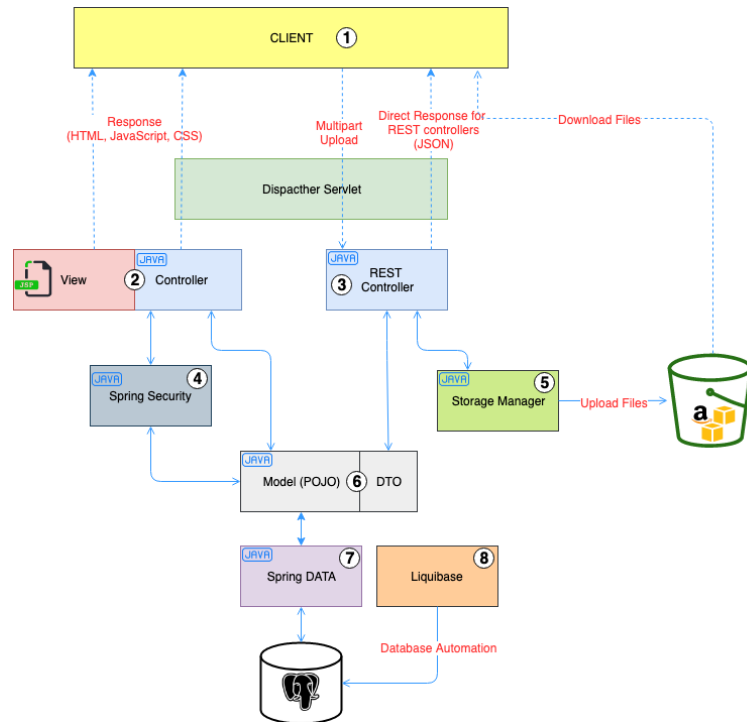 CLIENT
1
Response
(HTML, JavaScript, CSS)
Multipart
Upload
Direct Response for
REST controllers
(JSON)
Download Files
Dispacther Servlet
JSP
View
2
JAVA
Controller
JAVA
3
REST
Controller
JAVA
4
Spring Security
JAVA
5
Storage Manager
Upload Files
a
JAVA
Model (POJO)
6
DTO
JAVA
7
Spring DATA
8
Liquibase
Database Automation